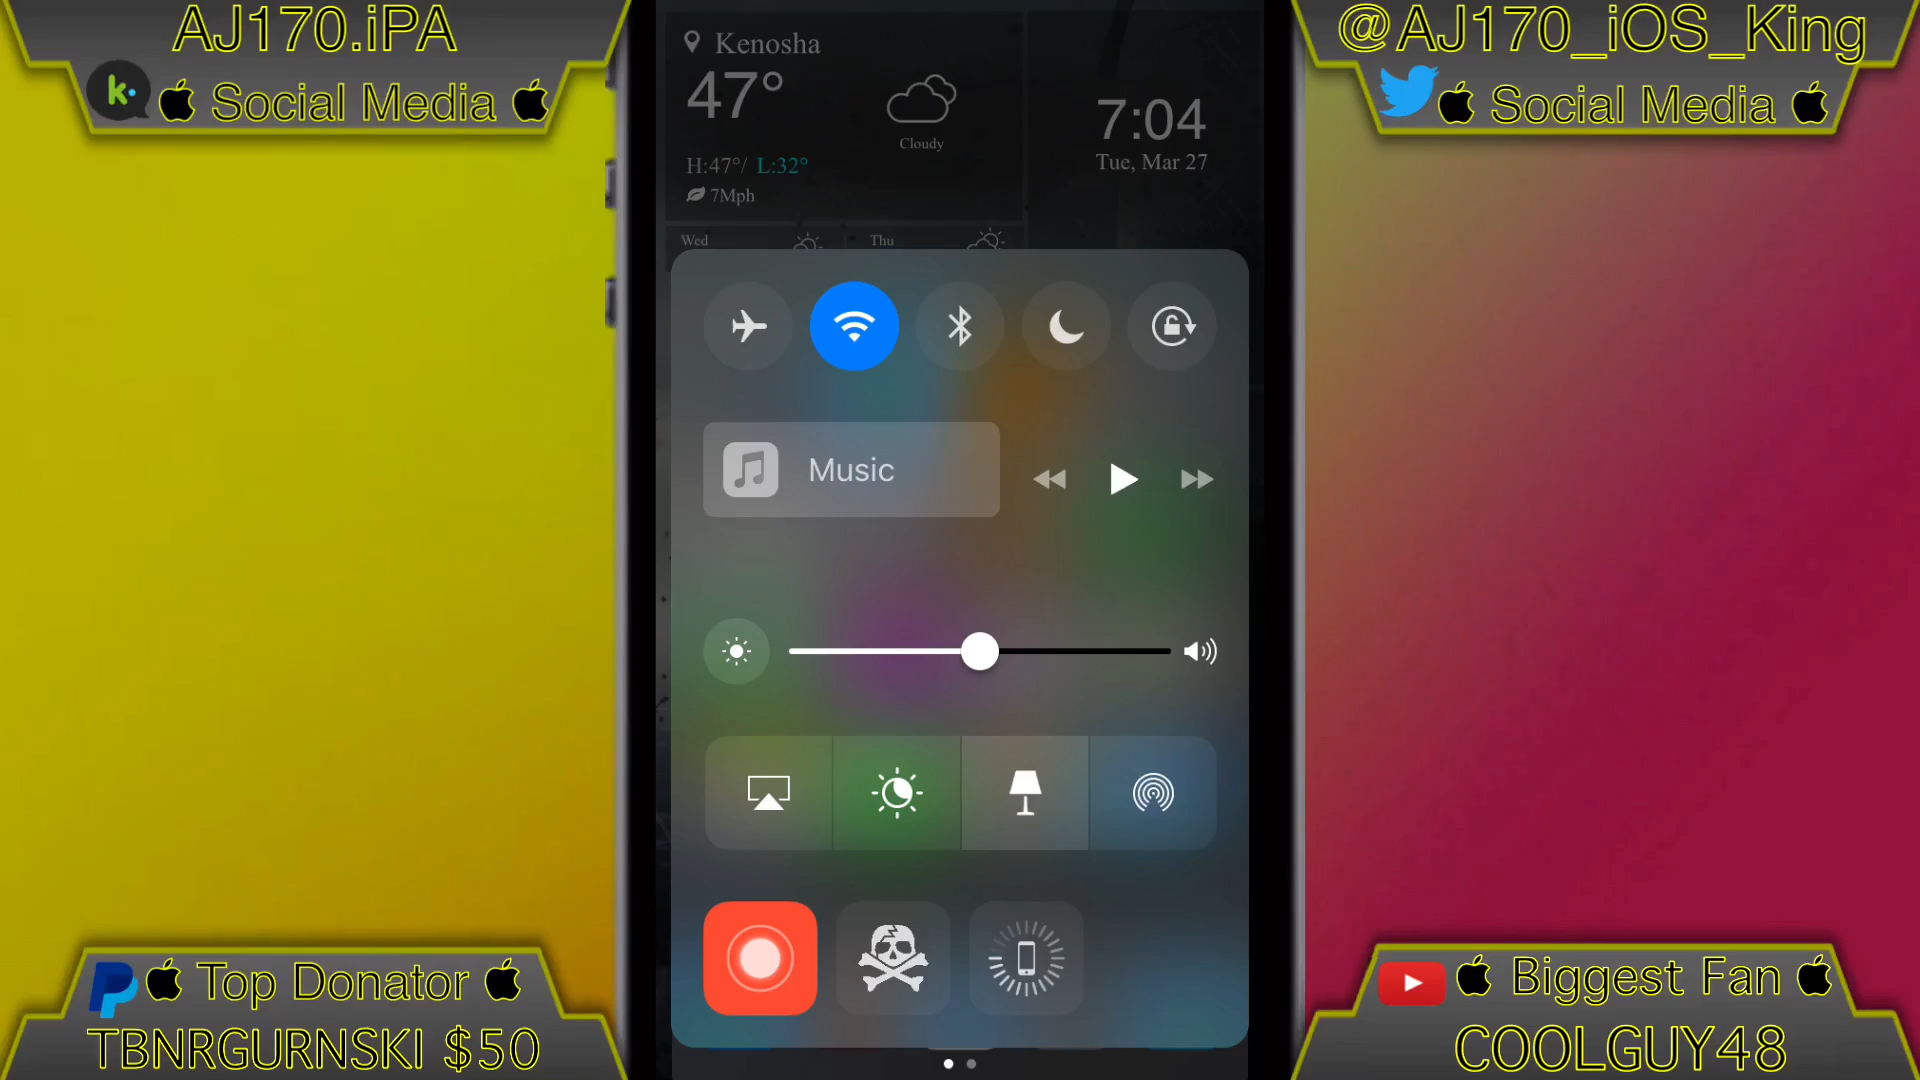 AJ170.iPA
k.
Social Media
@AJ170_iOS_King
Social Media
Kenosha
47°
Cloudy
H:47°/ L:32°
7Mph
7:04
Tue, Mar 27
Wed
Thu
Music
Top Donator
TBNRGURNSKI $50
Biggest Fan
COOLGUY48